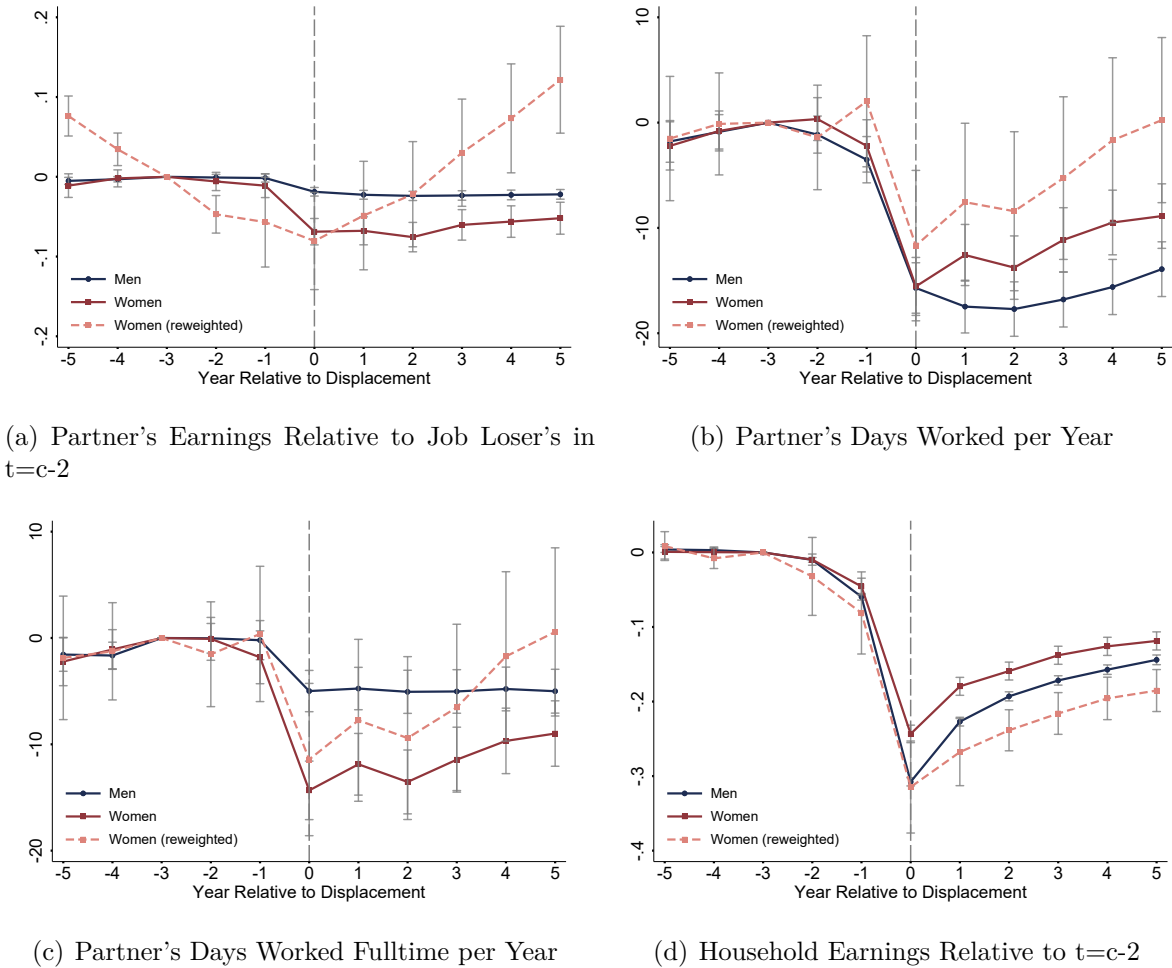 .2
.1
0
-.1
-.2
Men
Women
Women (reweighted)
-5 -4 -3 -2 -1 0 1 2 3 4 5
Year Relative to Displacement
(a) Partner's Earnings Relative to Job Loser's in
t=c-2
10
0
-10
-20
Men
Women
Women (reweighted)
-5 -4 -3 -2 -1 0 1 2 3 4 5
Year Relative to Displacement
(b) Partner's Days Worked per Year
10
0
-10
-20
Men
Women
Women (reweighted)
-5 -4 -3 -2 -1 0 1 2 3 4 5
Year Relative to Displacement
(c) Partner's Days Worked Fulltime per Year
0
-.1
-.2
-.3
-.4
Men
Women
Women (reweighted)
-5 -4 -3 -2 -1 0 1 2 3 4 5
Year Relative to Displacement
(d) Household Earnings Relative to t=c-2